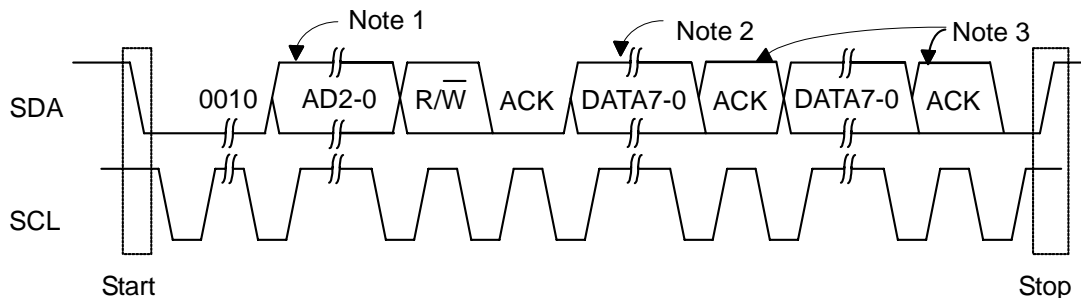 Note 1
Note 2
Note 3
SDA
0010
AD2-0
R/W̅
ACK
DATA7-0
ACK
DATA7-0
ACK
SCL
Start
Stop